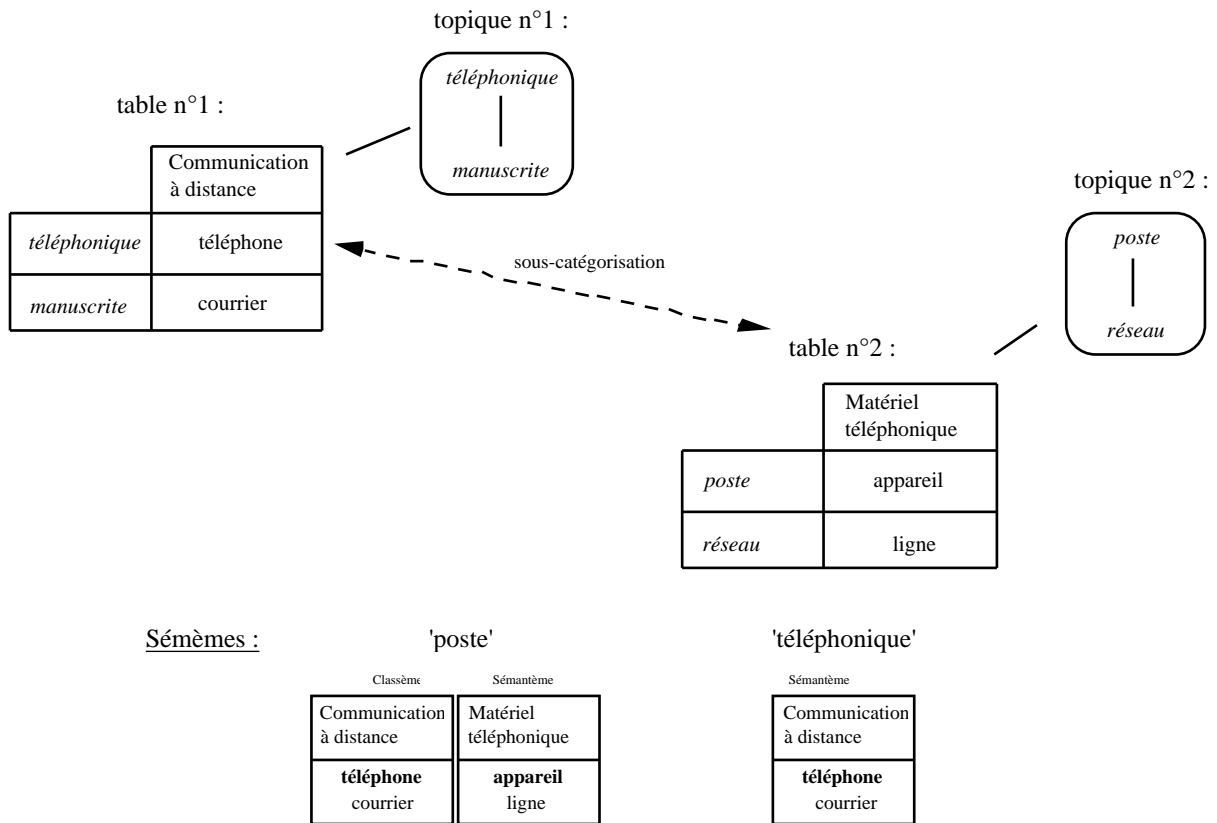 topique n°1 :
téléphonique
manuscrite
table n°1 :
Communication
à distance
téléphonique téléphone
manuscrite courrier
sous-catégorisation
topique n°2 :
poste
réseau
table n°2 :
Matériel
téléphonique
poste appareil
réseau ligne
Sémèmes : 'poste' 'téléphonique'
Classème Sémantème Sémantème
Communication Matériel Communication
à distance téléphonique à distance
téléphone appareil téléphone
courrier ligne courrier